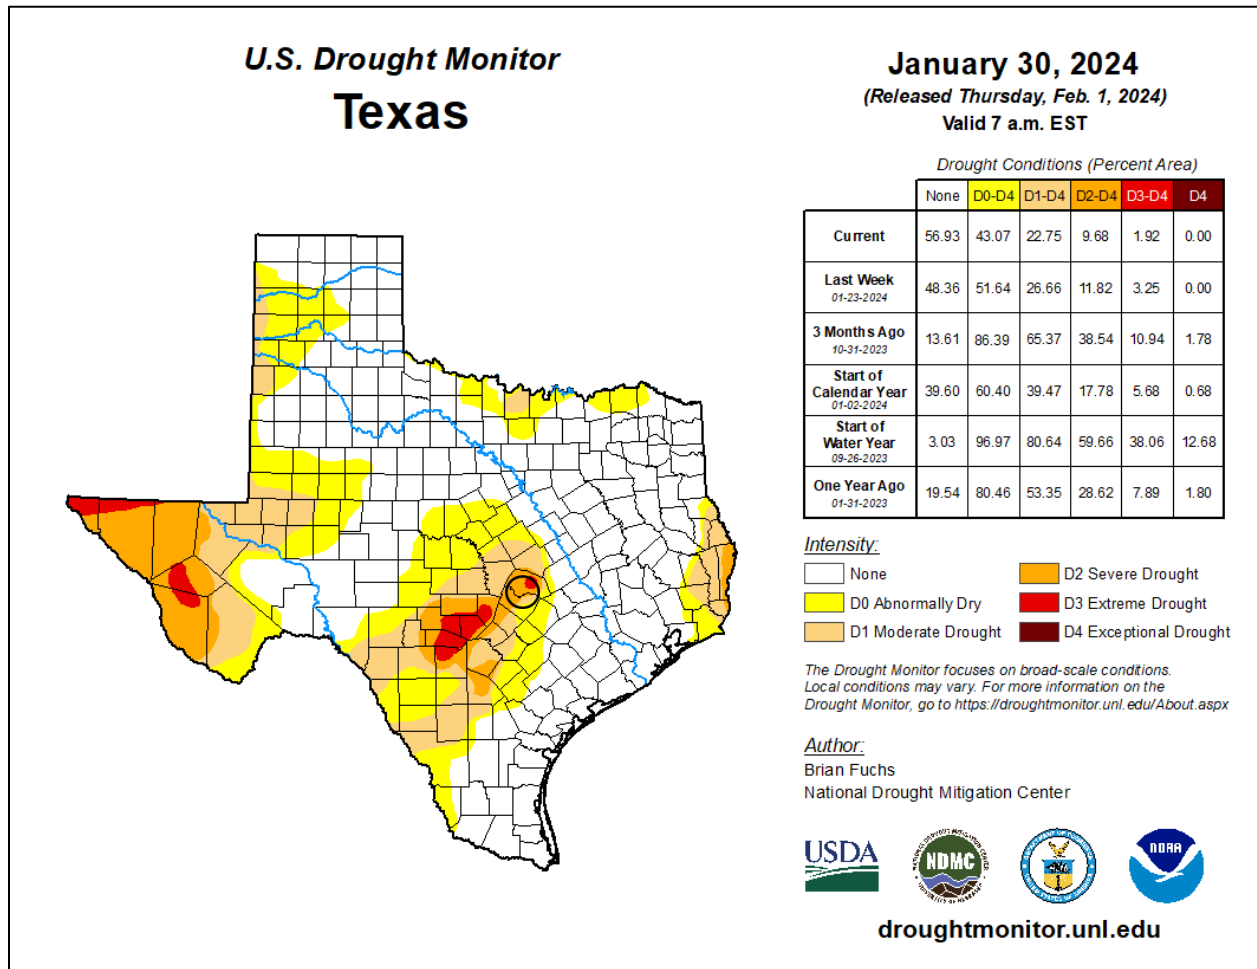 U.S. Drought Monitor
Texas
January 30, 2024
(Released Thursday, Feb. 1, 2024)
Valid 7 a.m. EST
Drought Conditions (Percent Area)
None D0-D4 D1-D4 D2-D4 D3-D4 D4
Current 56.93 43.07 22.75 9.68 1.92 0.00
Last Week
01-23-2024 48.36 51.64 26.66 11.82 3.25 0.00
3 Months Ago
10-31-2023 13.61 86.39 65.37 38.54 10.94 1.78
Start of
Calendar Year
01-02-2024 39.60 60.40 39.47 17.78 5.68 0.68
Start of
Water Year
09-26-2023 3.03 96.97 80.64 59.66 38.06 12.68
One Year Ago
01-31-2023 19.54 80.46 53.35 28.62 7.89 1.80
Intensity:
None
D0 Abnormally Dry
D1 Moderate Drought
D2 Severe Drought
D3 Extreme Drought
D4 Exceptional Drought
The Drought Monitor focuses on broad-scale conditions.
Local conditions may vary. For more information on the
Drought Monitor, go to https://droughtmonitor.unl.edu/About.aspx
Author:
Brian Fuchs
National Drought Mitigation Center
USDA
NDMC
NOAA
droughtmonitor.unl.edu